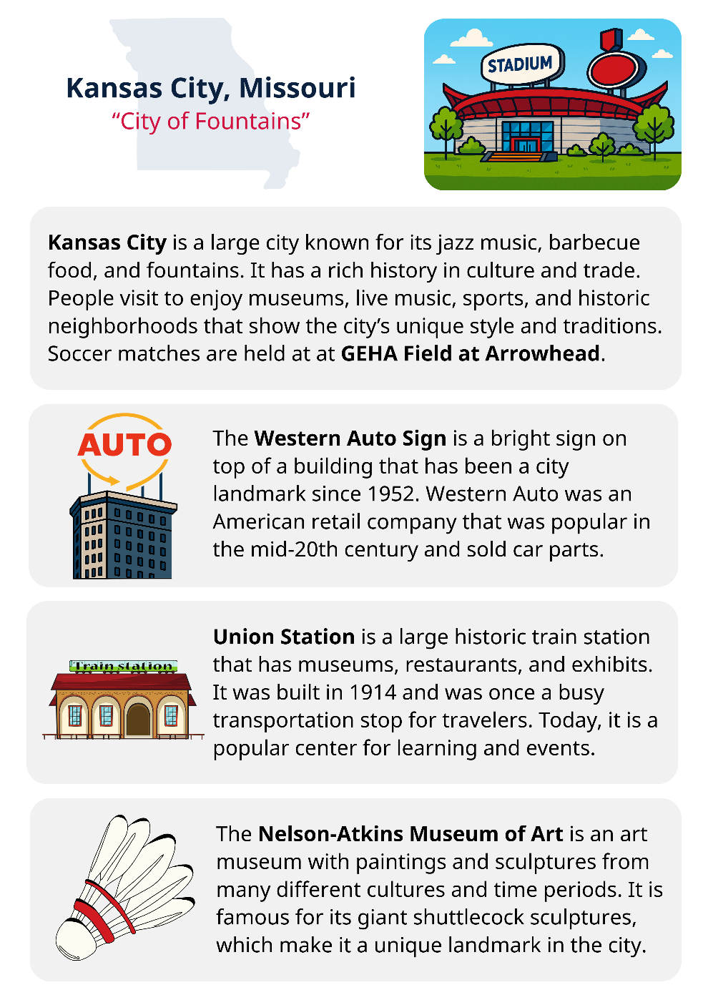 Kansas City, Missouri
“City of Fountains”
STADIUM
Kansas City is a large city known for its jazz music, barbecue
food, and fountains. It has a rich history in culture and trade.
People visit to enjoy museums, live music, sports, and historic
neighborhoods that show the city’s unique style and traditions.
Soccer matches are held at at GEHA Field at Arrowhead.
AUTO
The Western Auto Sign is a bright sign on
top of a building that has been a city
landmark since 1952. Western Auto was an
American retail company that was popular in
the mid-20th century and sold car parts.
Train station
Union Station is a large historic train station
that has museums, restaurants, and exhibits.
It was built in 1914 and was once a busy
transportation stop for travelers. Today, it is a
popular center for learning and events.
The Nelson-Atkins Museum of Art is an art
museum with paintings and sculptures from
many different cultures and time periods. It is
famous for its giant shuttlecock sculptures,
which make it a unique landmark in the city.